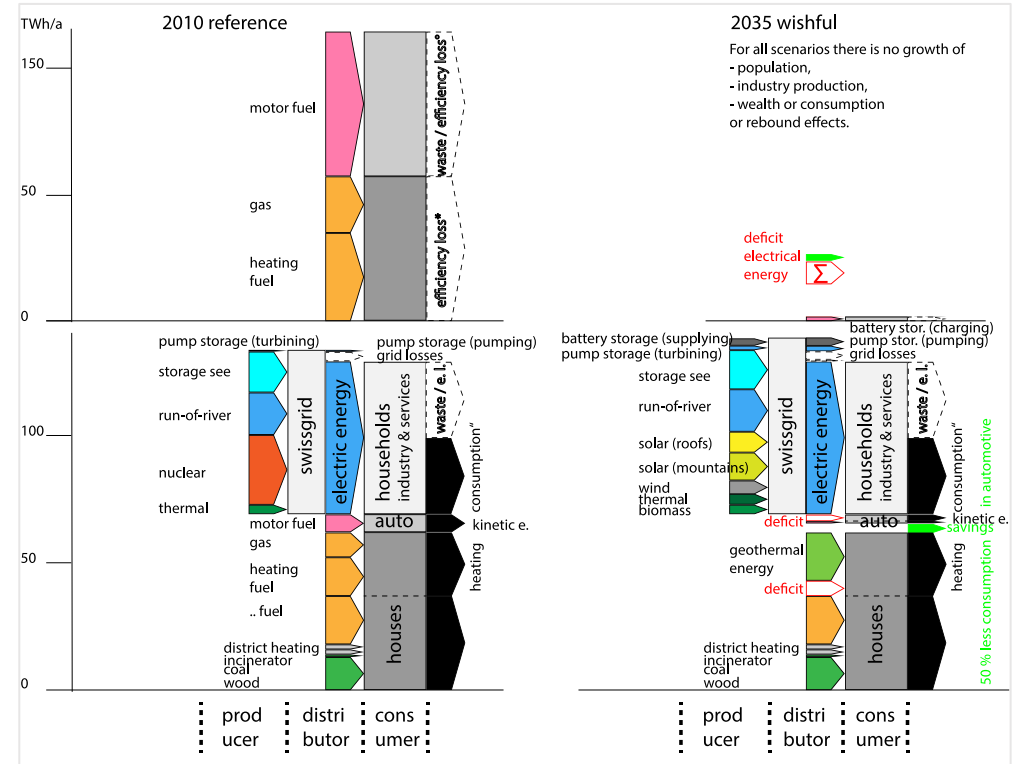 TWh/a
2010 reference
2035 wishful
For all scenarios there is no growth of
- population,
- industry production,
- wealth or consumption
or rebound effects.
150
50
0
motor fuel
gas
heating
fuel
waste / efficiency loss°
efficiency loss*
deficit
electrical
energy
Σ
pump storage (turbining)
storage see
run-of-river
nuclear
thermal
100
50
0
swissgrid
electric energy
pump storage (pumping)
grid losses
households
industry & services
waste / e. l.
consumption"
motor fuel
auto
kinetic e.
gas
heating
fuel
.. fuel
district heating
incinerator
coal
wood
houses
heating
battery storage (supplying)
pump storage (turbining)
storage see
run-of-river
solar (roofs)
solar (mountains)
wind
thermal
biomass
swissgrid
electric energy
battery stor. (charging)
pump stor. (pumping)
grid losses
households
industry & services
waste / e. l.
consumption"
deficit
auto
kinetic e.
savings
geothermal
energy
deficit
district heating
incinerator
coal
wood
houses
heating
50 % less consumption in automotive
prod
ucer
distri
butor
cons
umer
prod
ucer
distri
butor
cons
umer